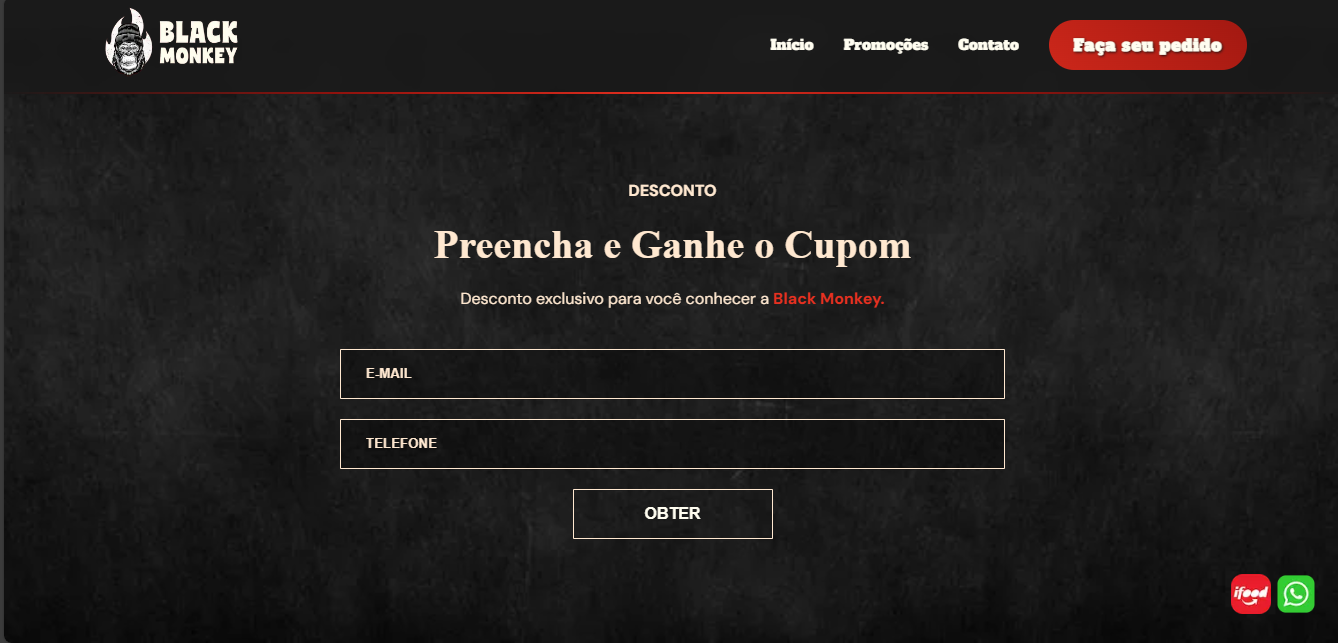 BLACK
MONKEY
Início Promoções Contato Faça seu pedido
DESCONTO
Preencha e Ganhe o Cupom
Desconto exclusivo para você conhecer a Black Monkey.
E-MAIL
TELEFONE
OBTER
ifood